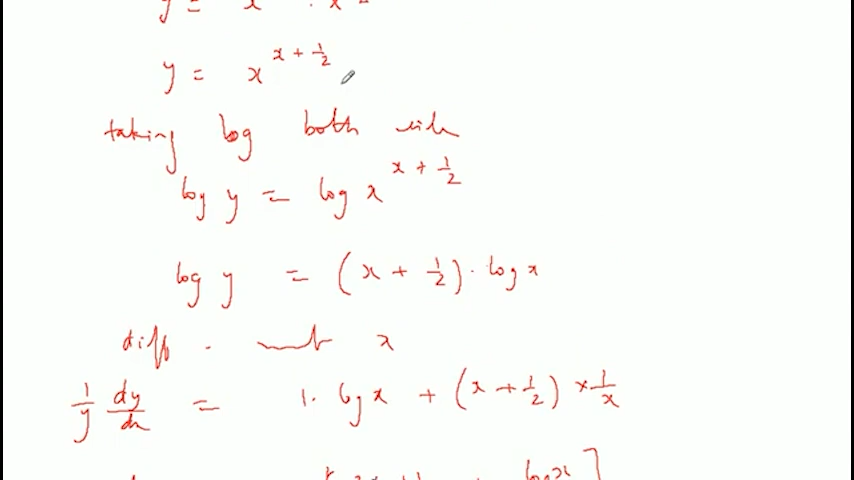 y = x^{x + 1/2}
taking log both side
log y = log x^{x + 1/2}
log y = (x + 1/2) · log x
diff . x
1/y dy/dx = 1. log x + (x + 1/2) × 1/x
log x ]